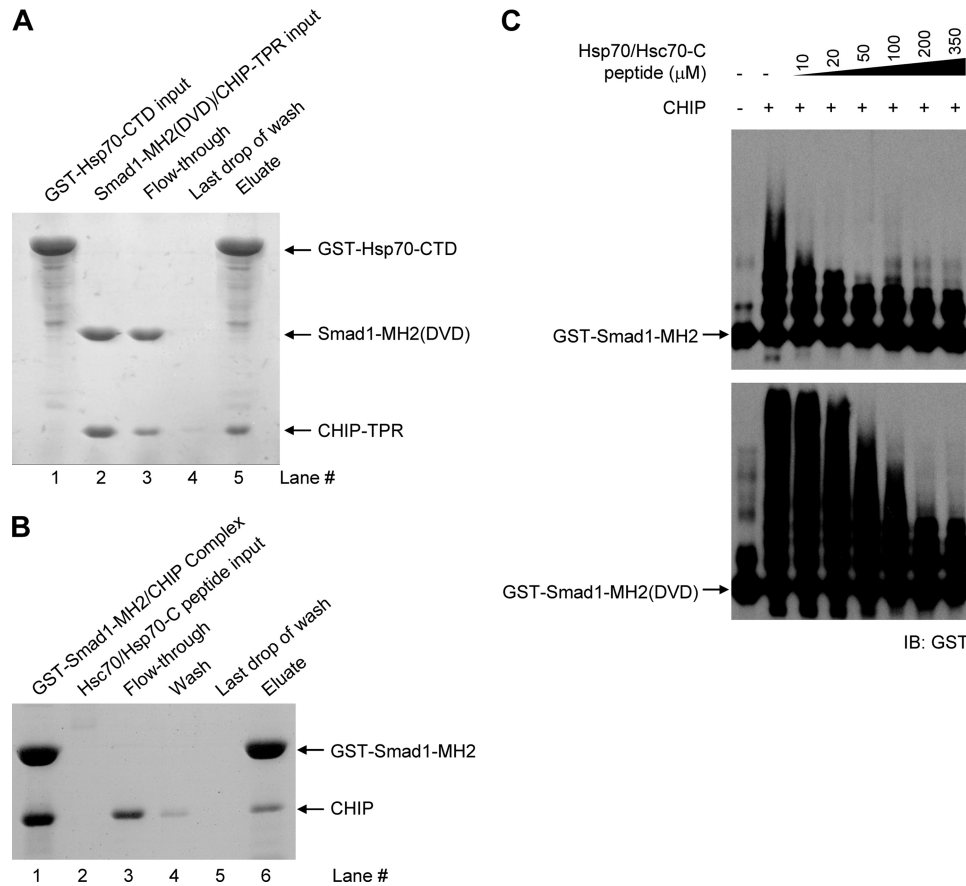 A
GST-Hsp70-CTD input
Smad1-MH2(DVD)/CHIP-TPR input
Flow-through
Last drop of wash
Eluate
GST-Hsp70-CTD
Smad1-MH2(DVD)
CHIP-TPR
1 2 3 4 5 Lane #
B
GST-Smad1-MH2/CHIP Complex
Hsc70/Hsp70-C peptide input
Flow-through
Wash
Last drop of wash
Eluate
GST-Smad1-MH2
CHIP
1 2 3 4 5 6 Lane #
C
Hsp70/Hsc70-C
peptide (μM) - - 10 20 50 100 200 350
CHIP - + + + + + + +
GST-Smad1-MH2
GST-Smad1-MH2(DVD)
IB: GST